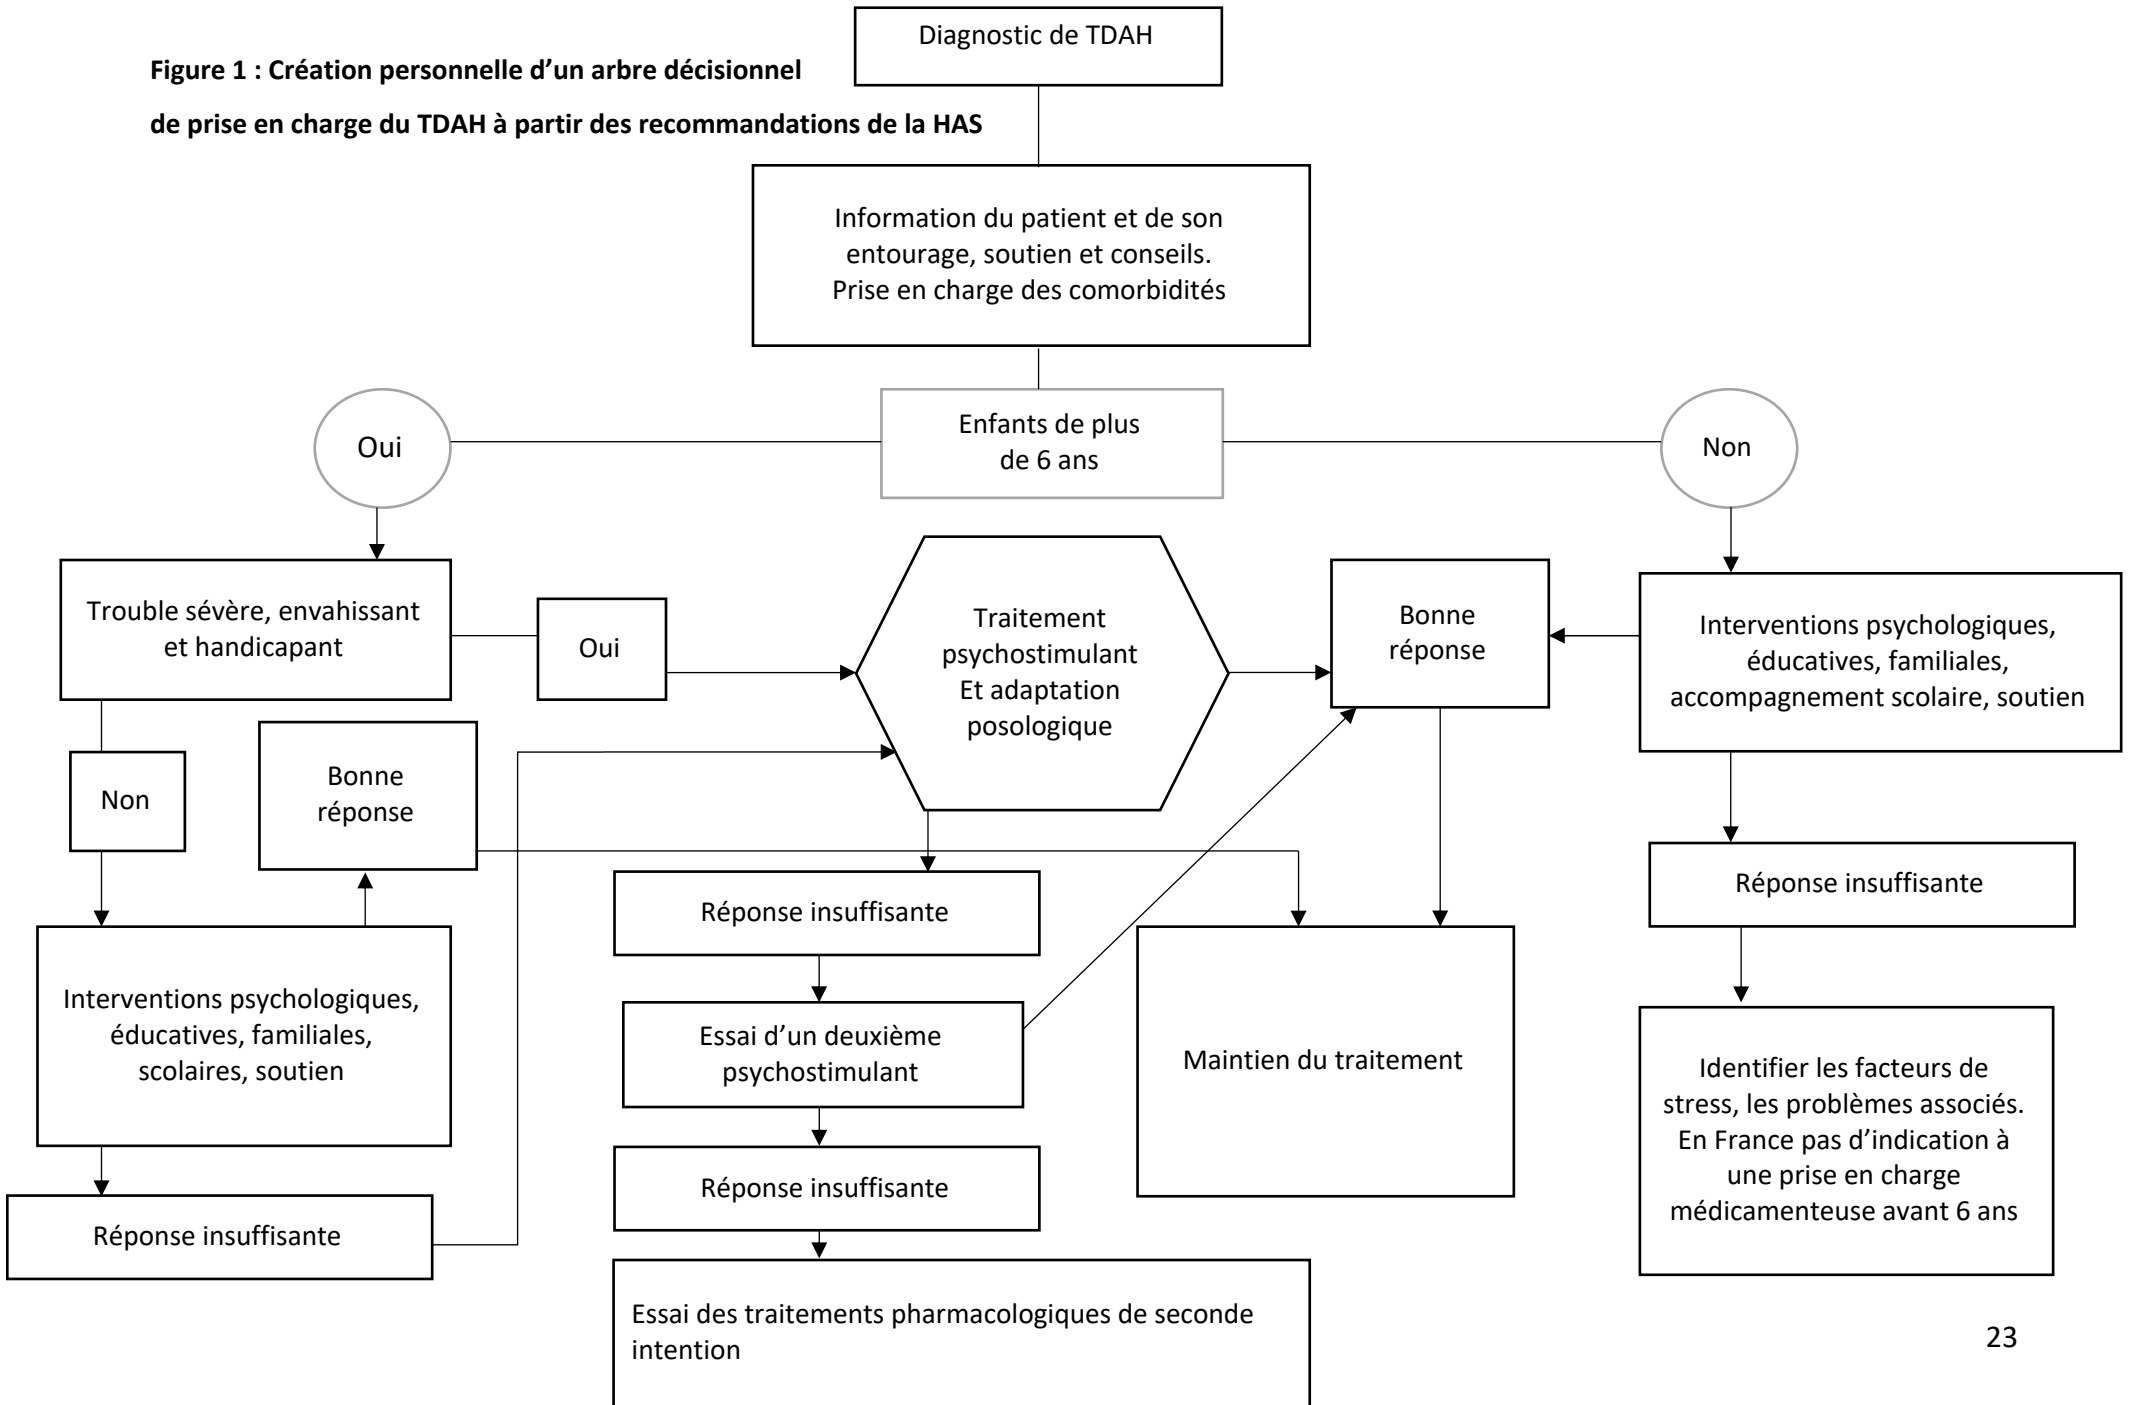 Diagnostic de TDAH
Figure 1 : Création personnelle d’un arbre décisionnel
de prise en charge du TDAH à partir des recommandations de la HAS
Information du patient et de son
entourage, soutien et conseils.
Prise en charge des comorbidités
Oui
Enfants de plus
de 6 ans
Non
Trouble sévère, envahissant
et handicapant
Oui
Traitement
psychostimulant
Et adaptation
posologique
Bonne
réponse
Interventions psychologiques,
éducatives, familiales,
accompagnement scolaire, soutien
Non
Bonne
réponse
Réponse insuffisante
Réponse insuffisante
Interventions psychologiques,
éducatives, familiales,
scolaires, soutien
Essai d’un deuxième
psychostimulant
Maintien du traitement
Identifier les facteurs de
stress, les problèmes associés.
En France pas d’indication à
une prise en charge
médicamenteuse avant 6 ans
Réponse insuffisante
Réponse insuffisante
Essai des traitements pharmacologiques de seconde
intention
23